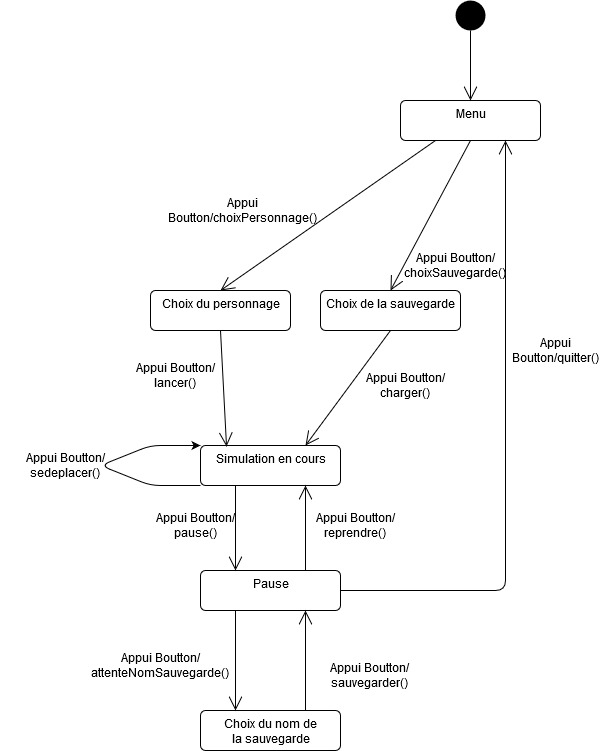 Menu
Appui
Boutton/choixPersonnage()
Appui Boutton/
choixSauvegarde()
Choix du personnage
Choix de la sauvegarde
Appui
Boutton/quitter()
Appui Boutton/
lancer()
Appui Boutton/
charger()
Appui Boutton/
sedeplacer()
Simulation en cours
Appui Boutton/
pause()
Appui Boutton/
reprendre()
Pause
Appui Boutton/
attenteNomSauvegarde()
Appui Boutton/
sauvegarder()
Choix du nom de
la sauvegarde